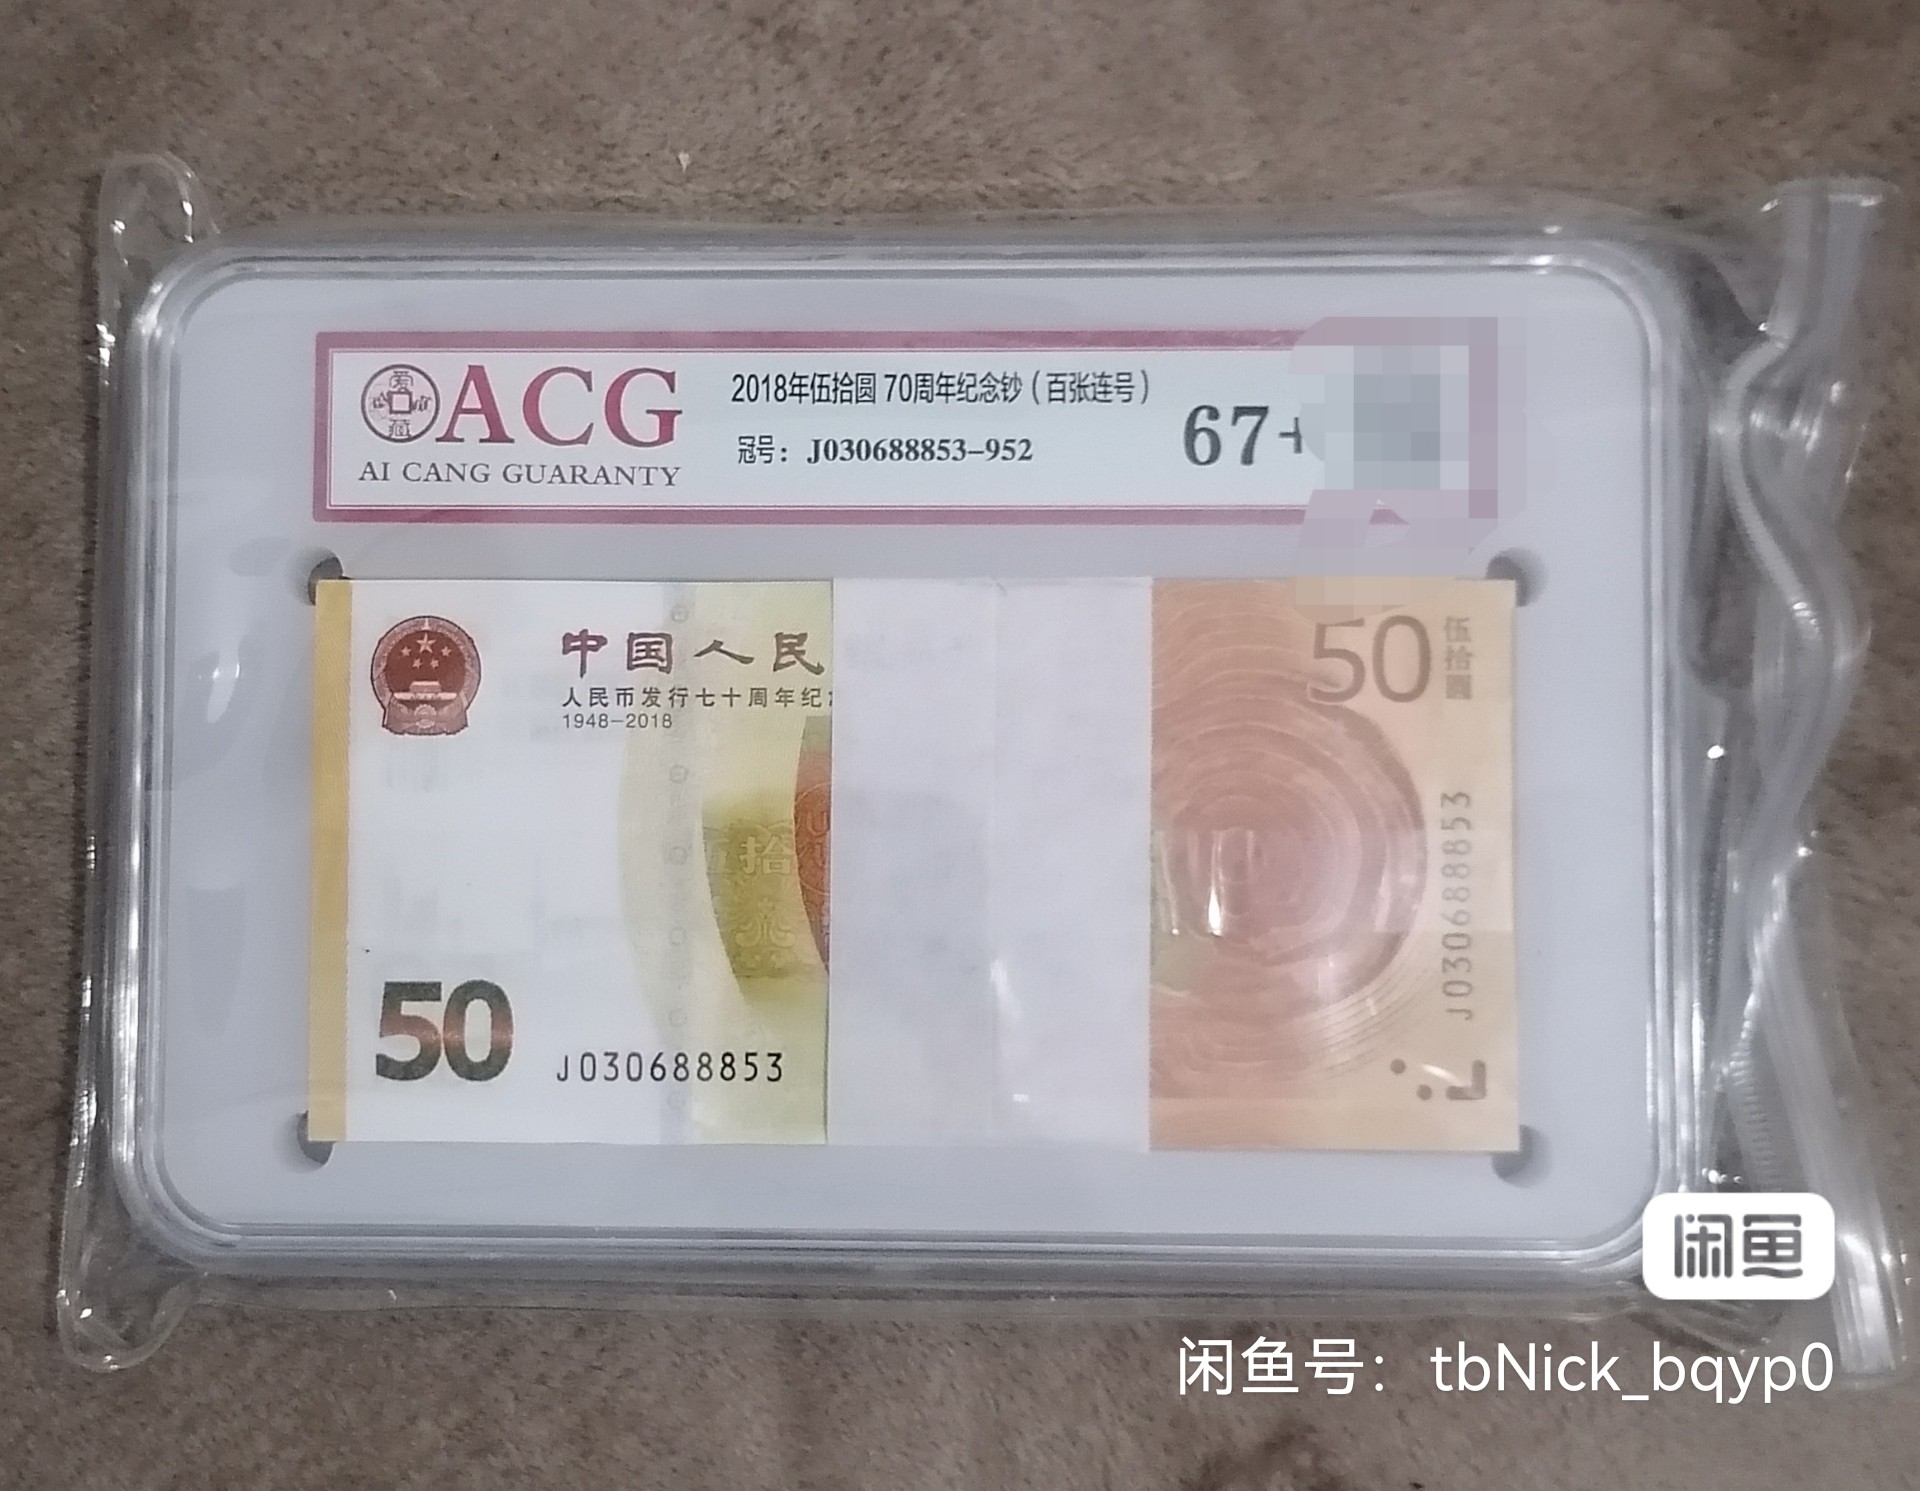 ACG
AI CANG GUARANTY
2018年伍拾圆 70周年纪念钞（百张连号）
冠号：J030688853-952
67+
中国人民
人民币发行七十周年纪
1948-2018
伍拾
50
J030688853
50
伍拾圆
J030688853
闲鱼
闲鱼号：tbNick_bqyp0